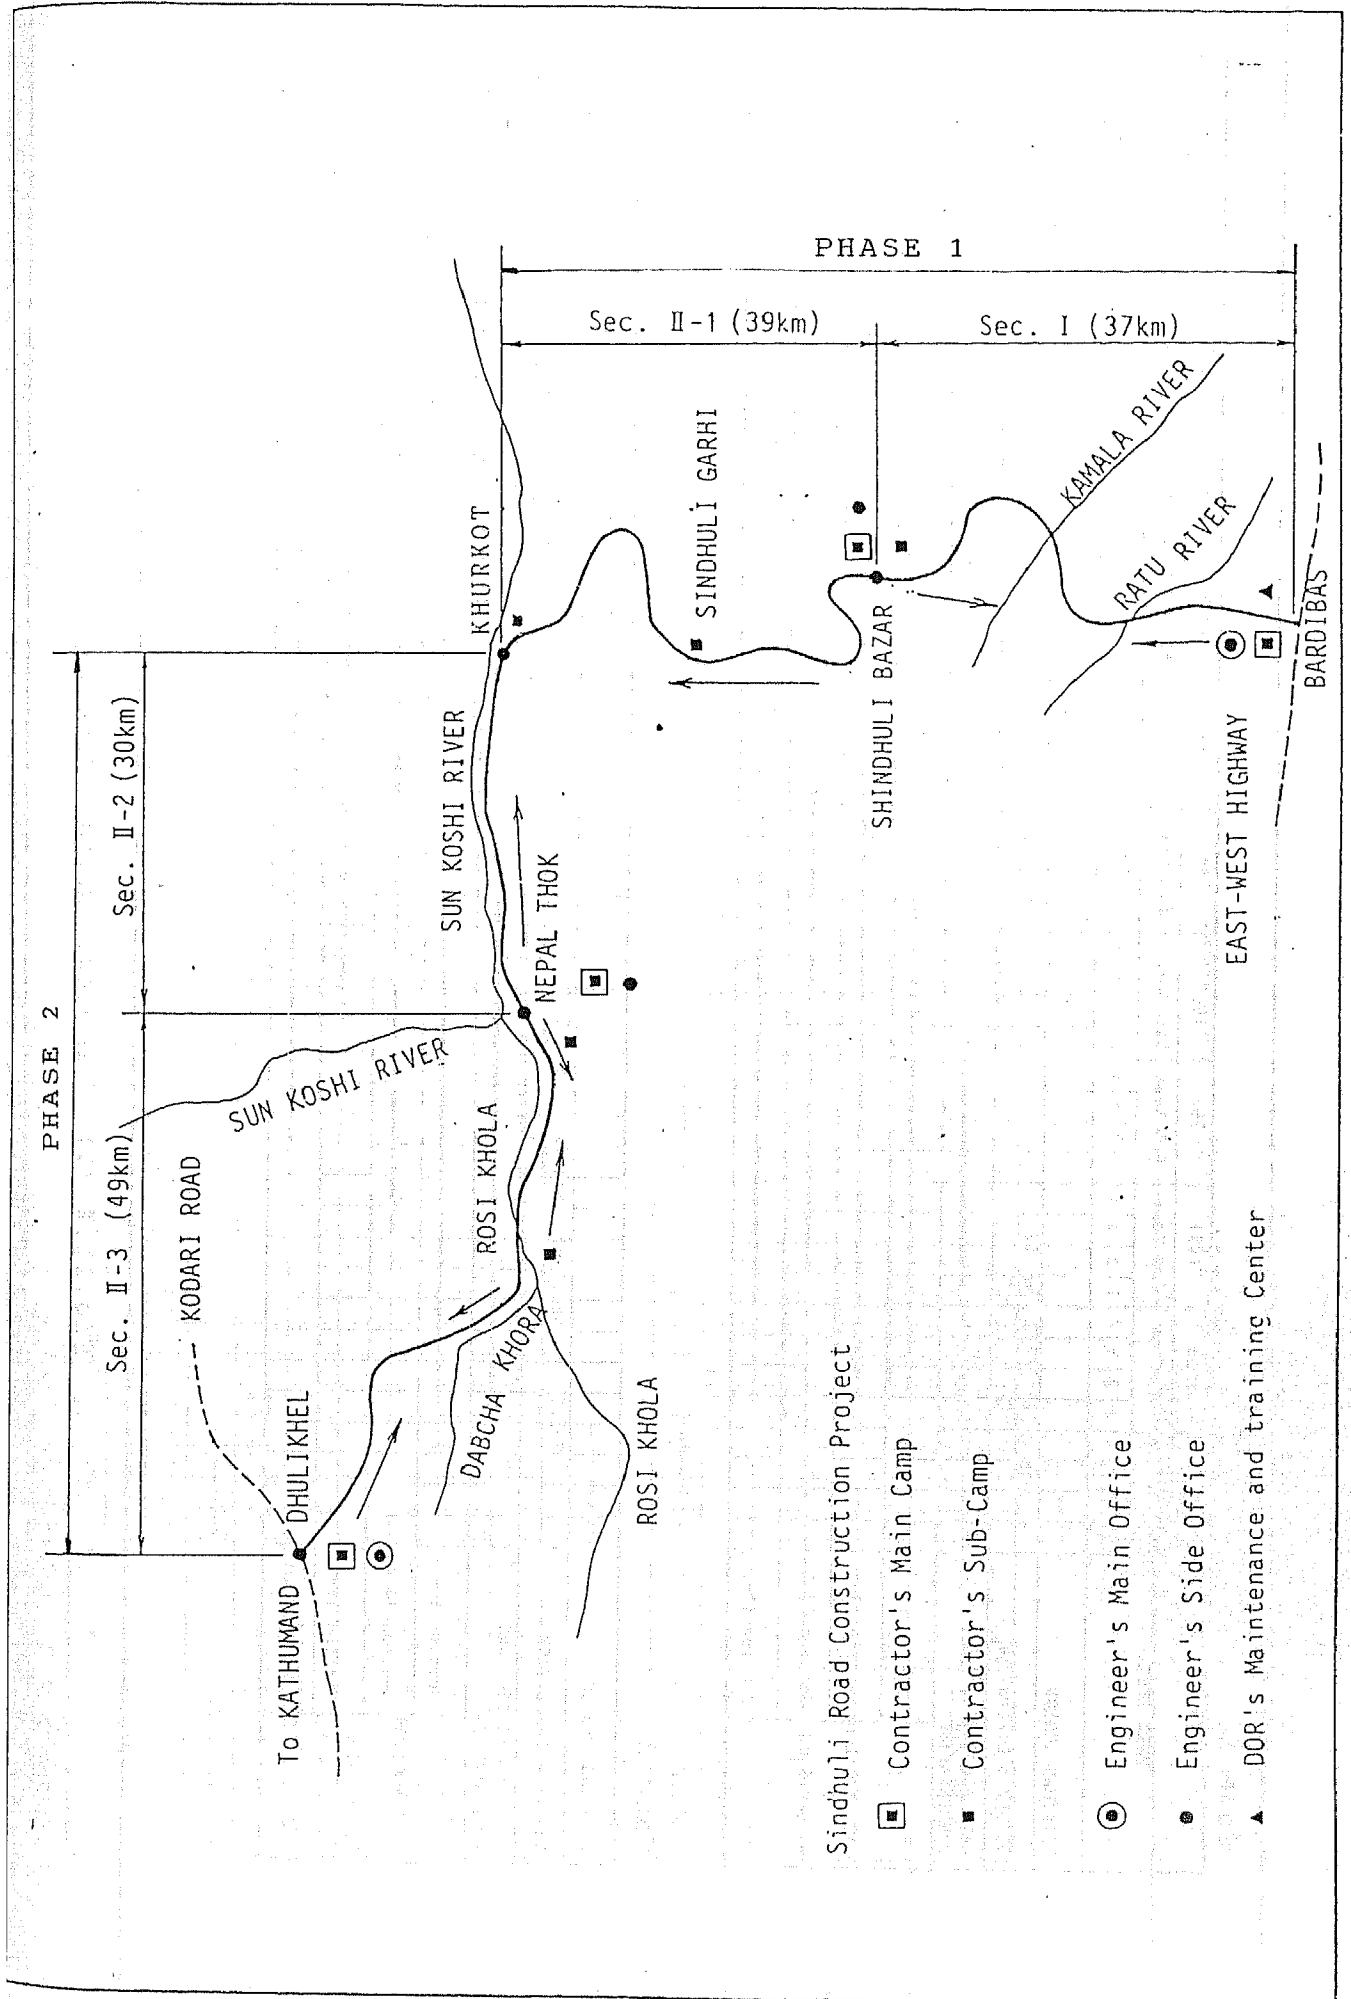 PHASE 2
Sec. Ⅱ-3 (49km)
Sec. Ⅱ-2 (30km)
PHASE 1
Sec. Ⅱ-1 (39km)
Sec. Ⅰ (37km)
To KATHUMAND
DHULIKHEL
KODARI ROAD
SUN KOSHI RIVER
DABCHA KHORA
ROSI KHOLA
ROSI KHOLA
NEPAL THOK
SUN KOSHI RIVER
KHURKOT
SINDHULI GARHI
SHINDHULI BAZAR
KAMALA RIVER
RATU RIVER
EAST-WEST HIGHWAY
BARDIBAS
Sindhuli Road Construction Project
Contractor's Main Camp
Contractor's Sub-Camp
Engineer's Main Office
Engineer's Side Office
DOR's Maintenance and training Center